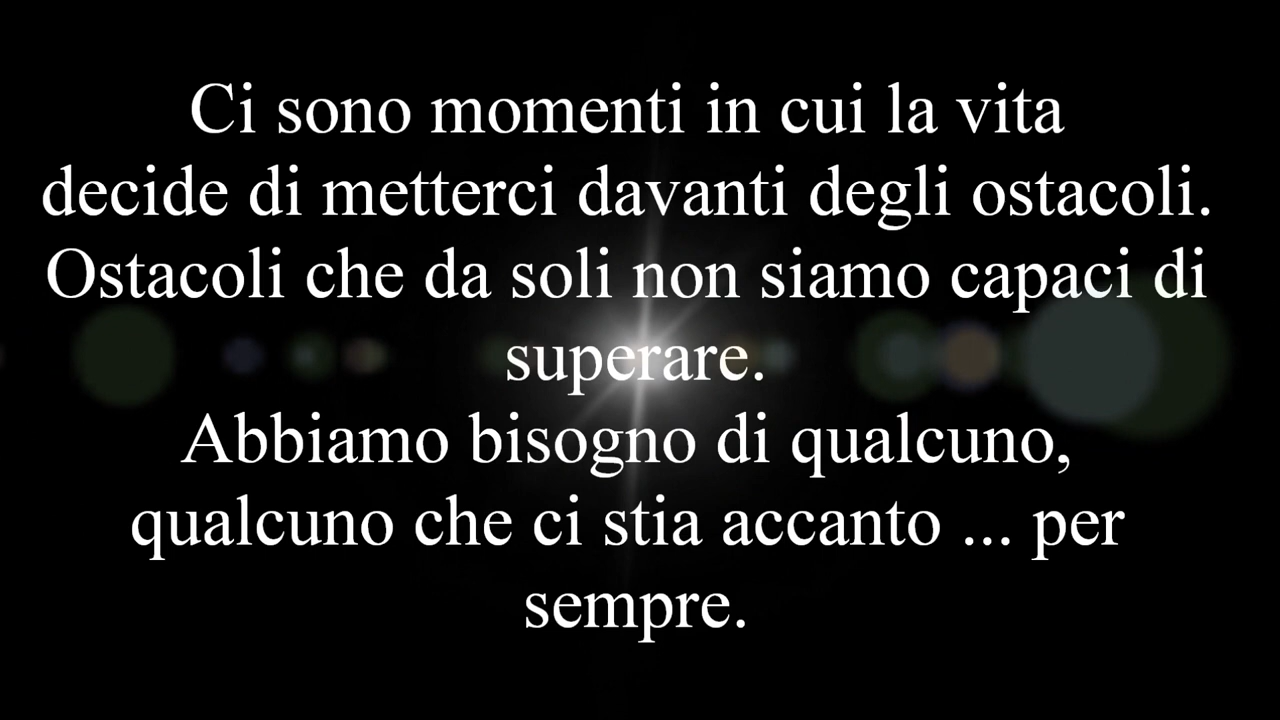 Ci sono momenti in cui la vita
decide di metterci davanti degli ostacoli.
Ostacoli che da soli non siamo capaci di
superare.
Abbiamo bisogno di qualcuno,
qualcuno che ci stia accanto ... per
sempre.